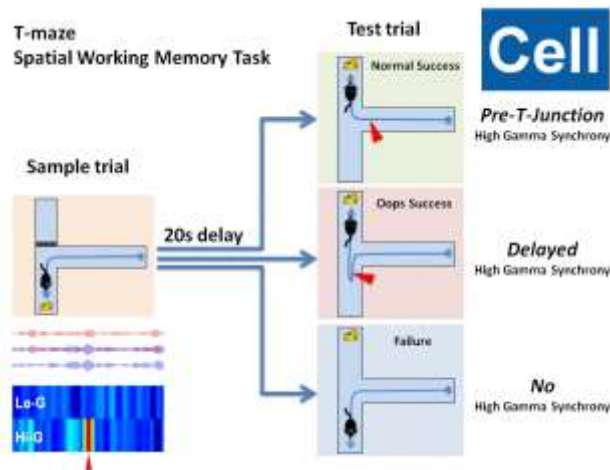 T-maze
Spatial Working Memory Task
Test trial
Cell
Normal Success
Pre-T-Junction
High Gamma Synchrony
Sample trial
20s delay
Oops Success
Delayed
High Gamma Synchrony
Failure
No
High Gamma Synchrony
Lo-G
Hi-G